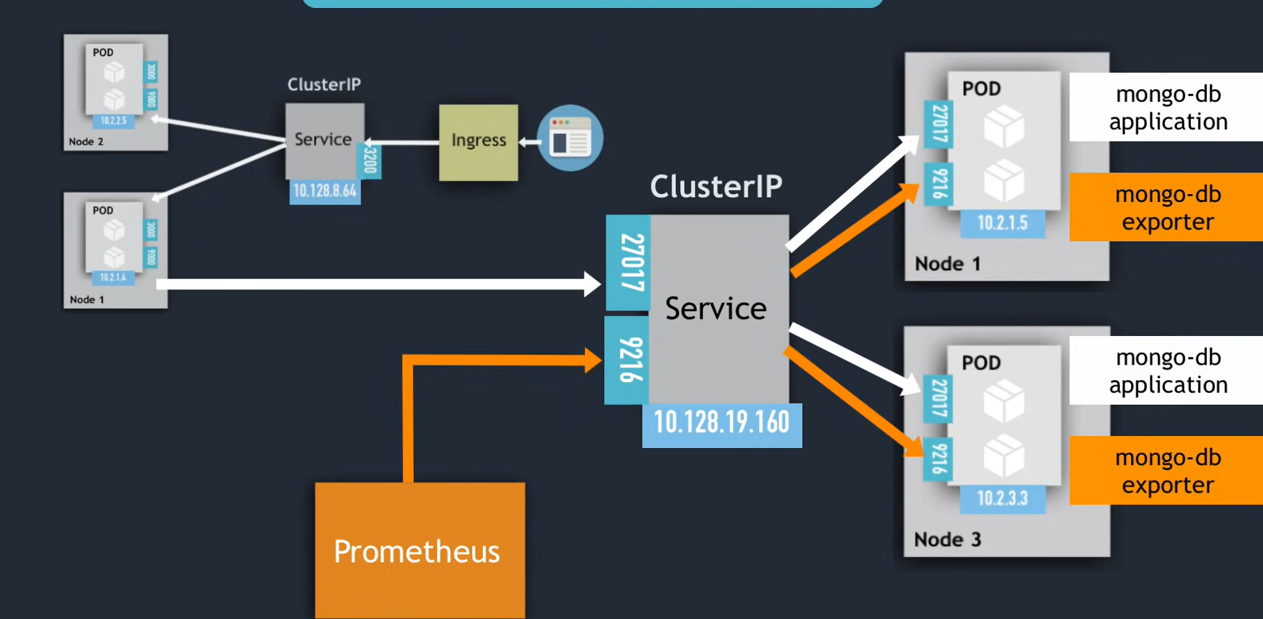 POD
3000
9000
10.2.2.5
Node 2
ClusterIP
Service
3200
10.128.8.64
Ingress
POD
3000
9000
10.2.1.4
Node 1
ClusterIP
27017
9216
Service
10.128.19.160
Prometheus
POD
27017
9216
10.2.1.5
Node 1
mongo-db
application
mongo-db
exporter
POD
27017
9216
10.2.3.3
Node 3
mongo-db
application
mongo-db
exporter